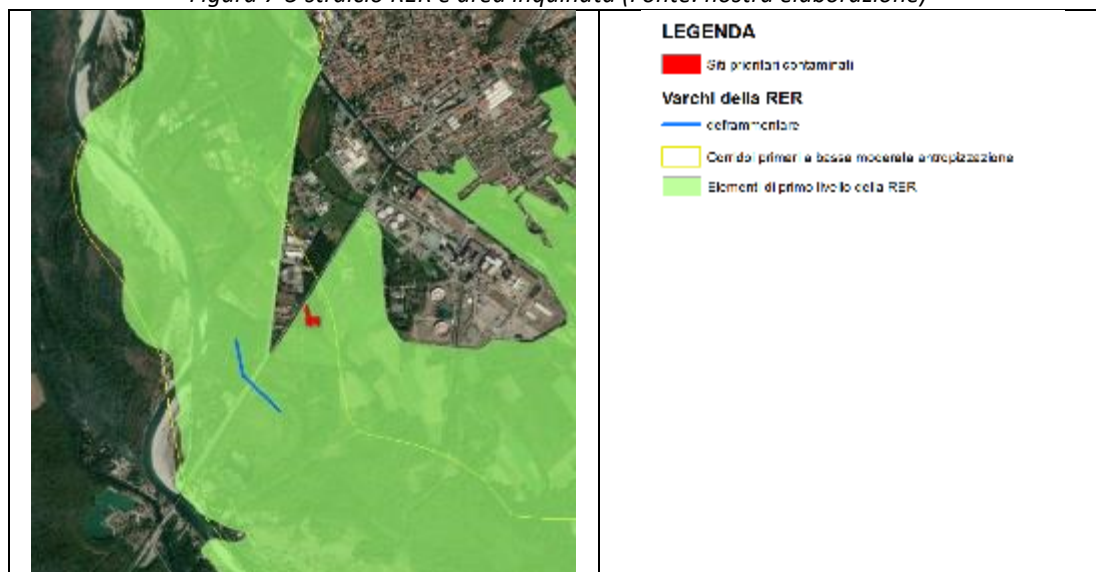 Figura 7-3 stralcio RER e area inquinata (Fonte: nostra elaborazione)
LEGENDA
Siti prioritari contaminati
Varchi della RER
deframmentare
Corridoi primari a bassa moderata antropizzazione
Elementi di primo livello della RER